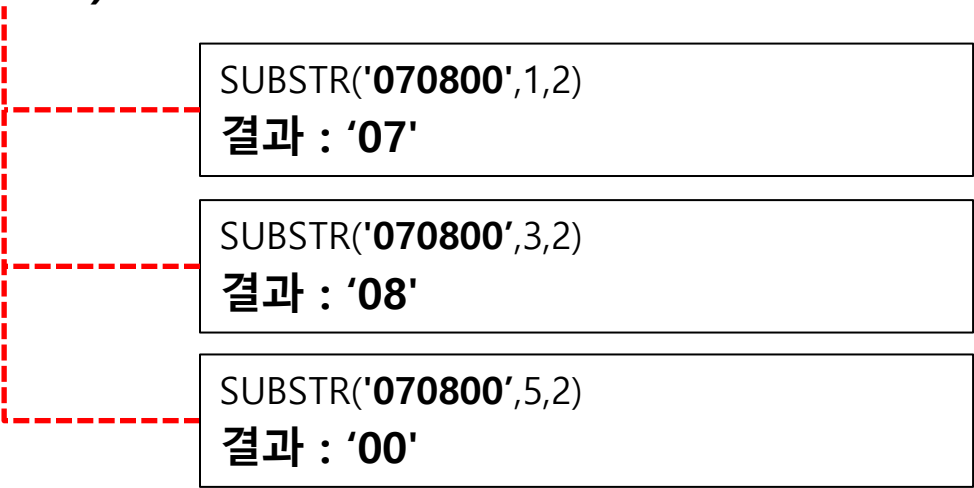 SUBSTR('070800',1,2)
결과 : ‘07'
SUBSTR('070800’,3,2)
결과 : ‘08'
SUBSTR('070800’,5,2)
결과 : ‘00'